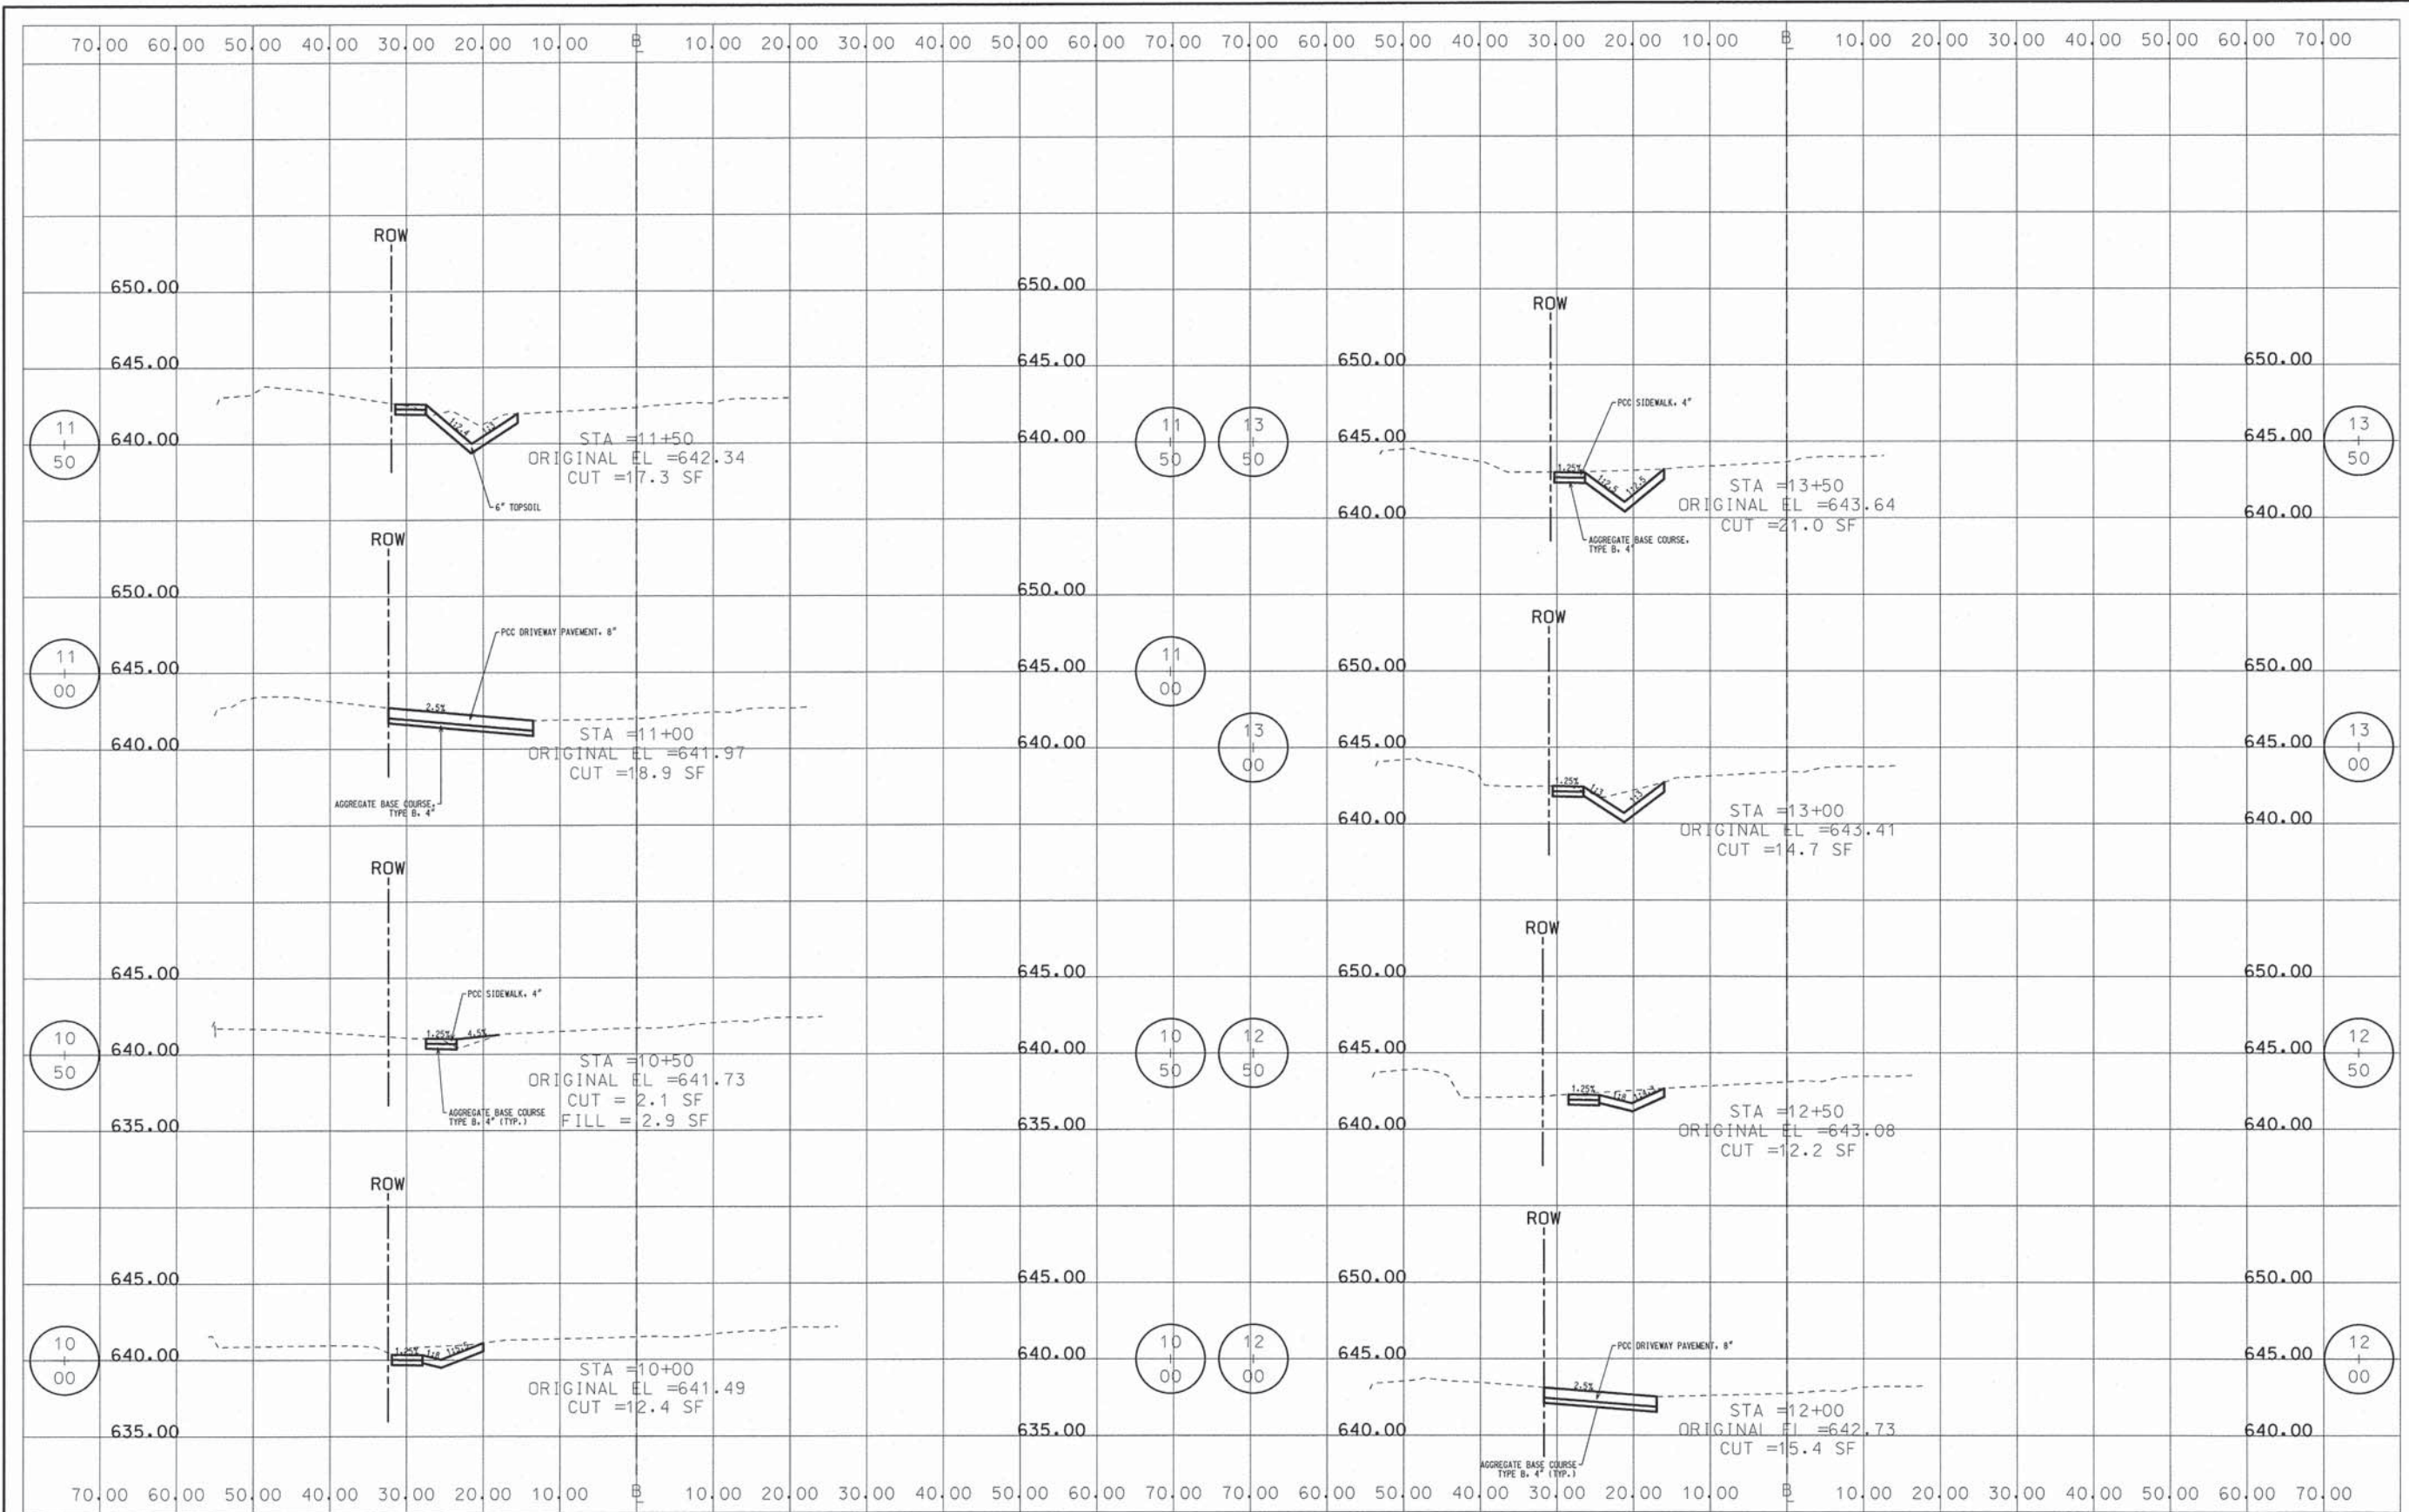 70.00 60.00 50.00 40.00 30.00 20.00 10.00 B 10.00 20.00 30.00 40.00 50.00 60.00 70.00 70.00 60.00 50.00 40.00 30.00 20.00 10.00 B 10.00 20.00 30.00 40.00 50.00 60.00 70.00
ROW
650.00 650.00
645.00 645.00
11
50
640.00 640.00
11
50
1:2.4
STA =11+50
ORIGINAL EL =642.34
CUT =17.3 SF
6" TOPSOIL
ROW
650.00 650.00
PCC DRIVEWAY PAVEMENT, 8"
11
00
645.00 645.00
11
00
2.5%
640.00 640.00
STA =11+00
ORIGINAL EL =641.97
CUT =18.9 SF
AGGREGATE BASE COURSE,
TYPE B, 4"
ROW
645.00 645.00
PCC SIDEWALK, 4"
1.25% 4.5%
10
50
640.00 640.00
10
50
STA =10+50
ORIGINAL EL =641.73
CUT = 2.1 SF
FILL = 2.9 SF
AGGREGATE BASE COURSE
TYPE B, 4" (TYP.)
635.00 635.00
ROW
645.00 645.00
10
00
640.00 640.00
10
00
1.25% 1:8
STA =10+00
ORIGINAL EL =641.49
CUT =12.4 SF
635.00 635.00
ROW
650.00 650.00
PCC SIDEWALK, 4"
13
50
645.00 645.00
13
50
1.25% 1:2.5 1:2.5
STA =13+50
ORIGINAL EL =643.64
CUT =21.0 SF
640.00 640.00
AGGREGATE BASE COURSE,
TYPE B, 4"
ROW
650.00 650.00
13
00
645.00 645.00
13
00
1.25% 1:3 1:3
STA =13+00
ORIGINAL EL =643.41
CUT =14.7 SF
640.00 640.00
ROW
650.00 650.00
12
50
645.00 645.00
12
50
1.25% 1:8
STA =12+50
ORIGINAL EL =643.08
CUT =12.2 SF
640.00 640.00
ROW
650.00 650.00
PCC DRIVEWAY PAVEMENT, 8"
12
00
645.00 645.00
12
00
2.5%
STA =12+00
ORIGINAL EL =642.73
CUT =15.4 SF
640.00 640.00
AGGREGATE BASE COURSE
TYPE B, 4" (TYP.)
70.00 60.00 50.00 40.00 30.00 20.00 10.00 B 10.00 20.00 30.00 40.00 50.00 60.00 70.00 70.00 60.00 50.00 40.00 30.00 20.00 10.00 B 10.00 20.00 30.00 40.00 50.00 60.00 70.00